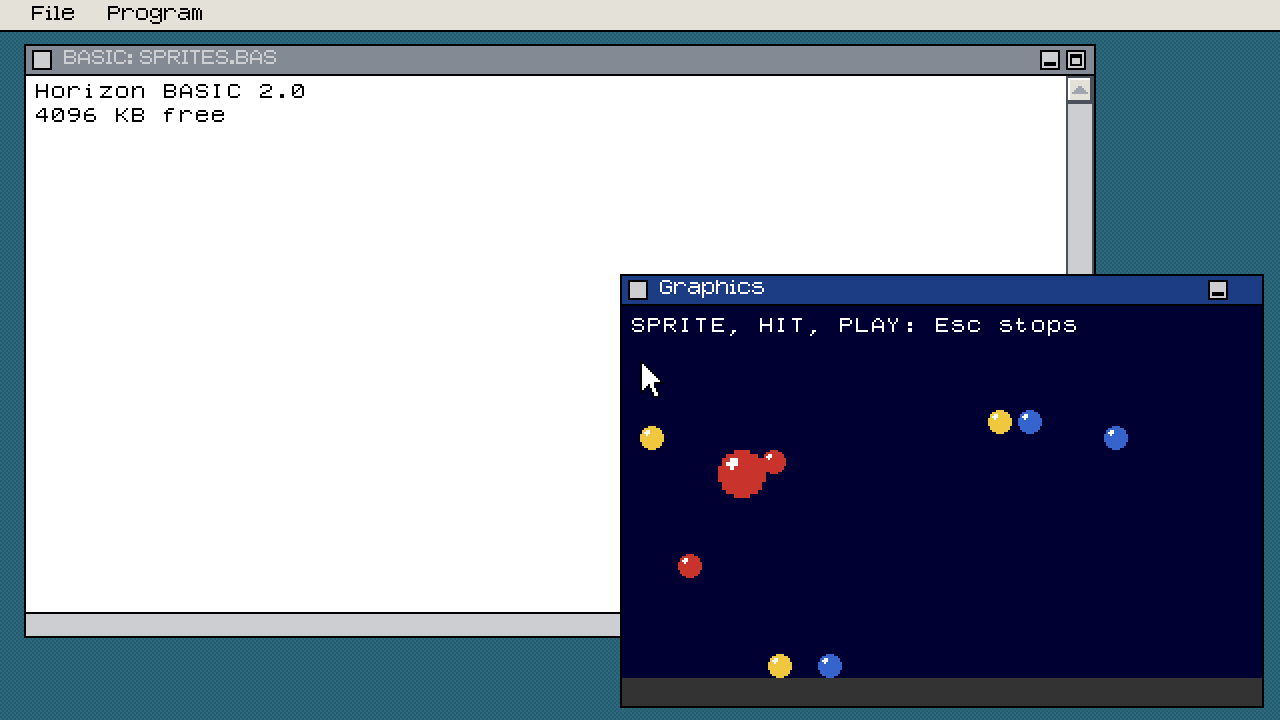 File Program
BASIC: SPRITES.BAS
Horizon BASIC 2.0
4096 KB free
Graphics
SPRITE, HIT, PLAY: Esc stops